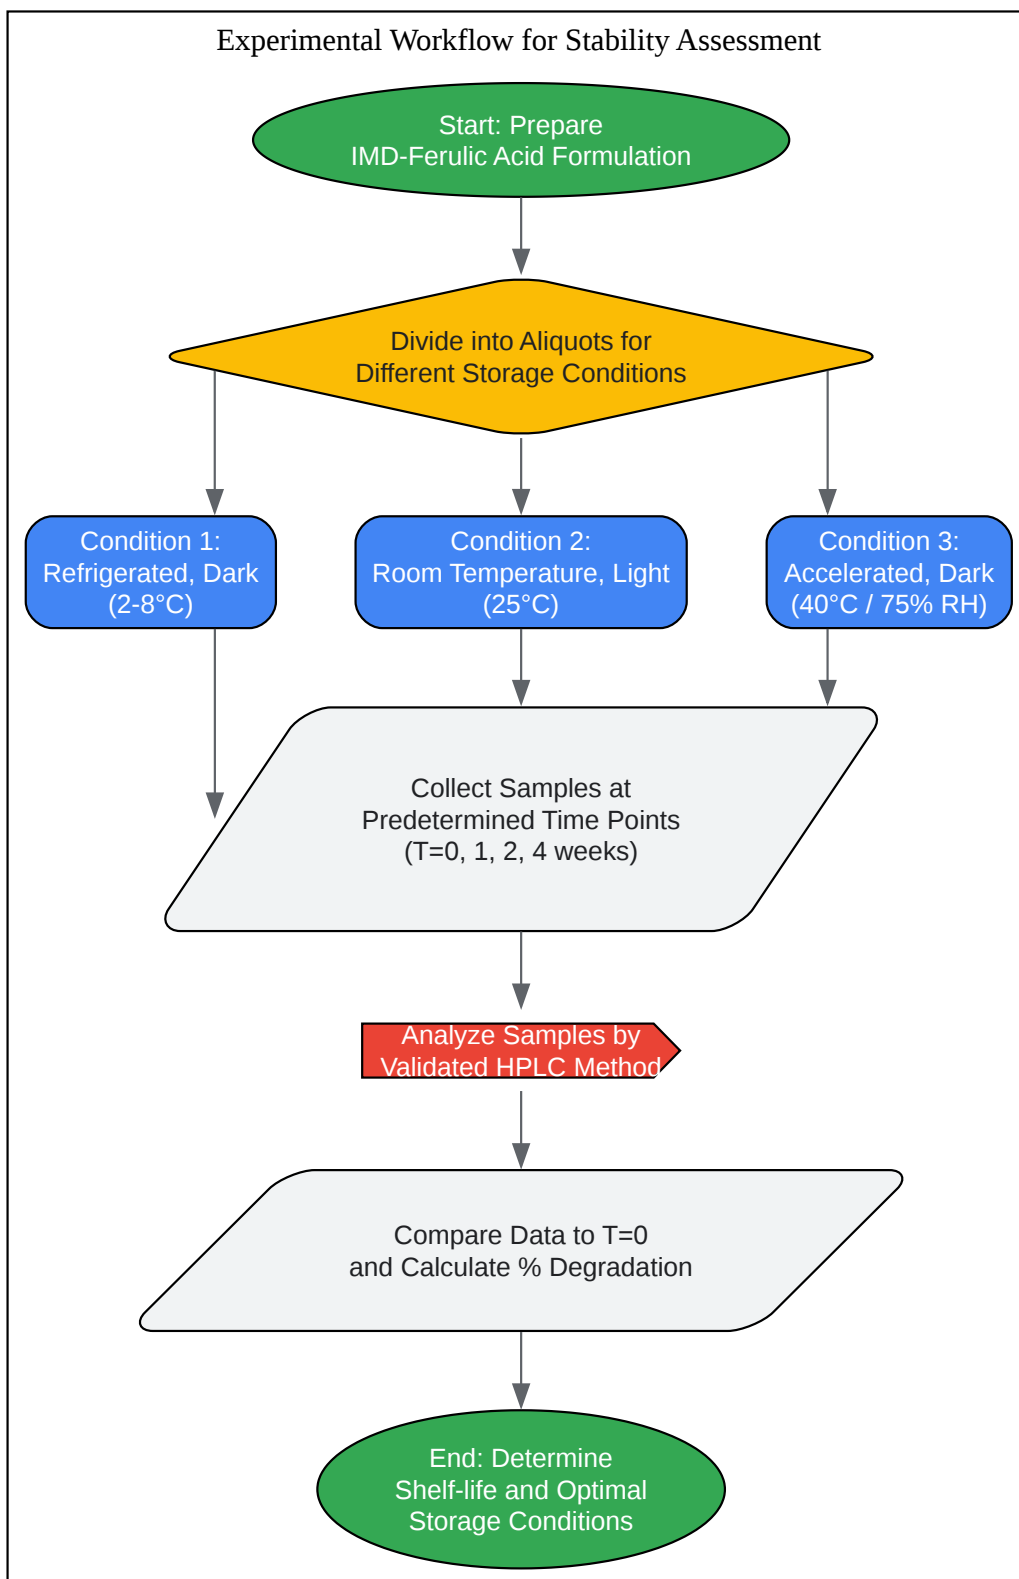 Experimental Workflow for Stability Assessment
Start: Prepare
IMD-Ferulic Acid Formulation
Divide into Aliquots for
Different Storage Conditions
Condition 1:
Refrigerated, Dark
(2-8°C)
Condition 2:
Room Temperature, Light
(25°C)
Condition 3:
Accelerated, Dark
(40°C / 75% RH)
Collect Samples at
Predetermined Time Points
(T=0, 1, 2, 4 weeks)
Analyze Samples by
Validated HPLC Method
Compare Data to T=0
and Calculate % Degradation
End: Determine
Shelf-life and Optimal
Storage Conditions